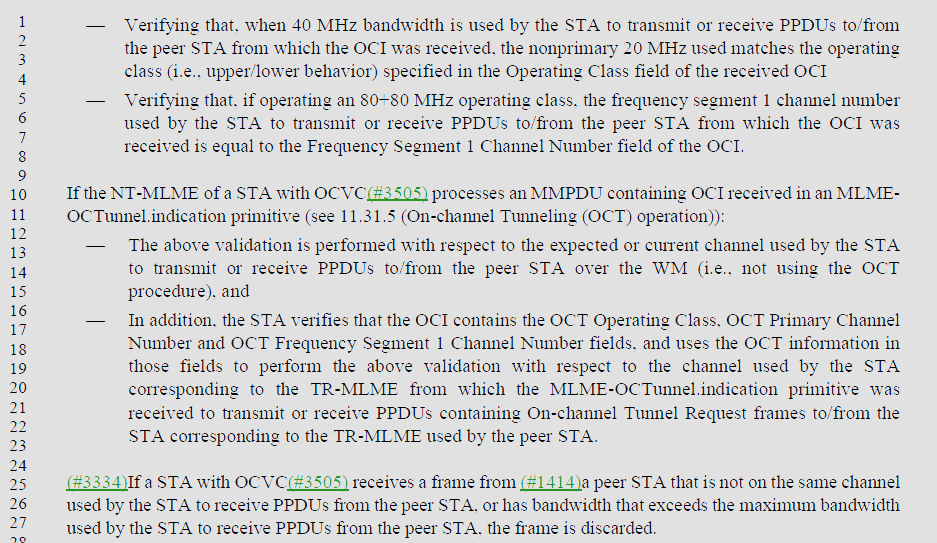 1 — Verifying that, when 40 MHz bandwidth is used by the STA to transmit or receive PPDUs to/from
2 the peer STA from which the OCI was received, the nonprimary 20 MHz used matches the operating
3
4 class (i.e., upper/lower behavior) specified in the Operating Class field of the received OCI
5 — Verifying that, if operating an 80+80 MHz operating class, the frequency segment 1 channel number
6 used by the STA to transmit or receive PPDUs to/from the peer STA from which the OCI was
7
8 received is equal to the Frequency Segment 1 Channel Number field of the OCI.
9
10 If the NT-MLME of a STA with OCVC(#3505) processes an MMPDU containing OCI received in an MLME-
11 OCTunnel.indication primitive (see 11.31.5 (On-channel Tunneling (OCT) operation)):
12
13 — The above validation is performed with respect to the expected or current channel used by the STA
14 to transmit or receive PPDUs to/from the peer STA over the WM (i.e., not using the OCT
15 procedure), and
16
17 — In addition, the STA verifies that the OCI contains the OCT Operating Class, OCT Primary Channel
18 Number and OCT Frequency Segment 1 Channel Number fields, and uses the OCT information in
19 those fields to perform the above validation with respect to the channel used by the STA
20 corresponding to the TR-MLME from which the MLME-OCTunnel.indication primitive was
21 received to transmit or receive PPDUs containing On-channel Tunnel Request frames to/from the
22
23 STA corresponding to the TR-MLME used by the peer STA.
24
25 (#3334)If a STA with OCVC(#3505) receives a frame from (#1414)a peer STA that is not on the same channel
26 used by the STA to receive PPDUs from the peer STA, or has bandwidth that exceeds the maximum bandwidth
27 used by the STA to receive PPDUs from the peer STA, the frame is discarded.
28